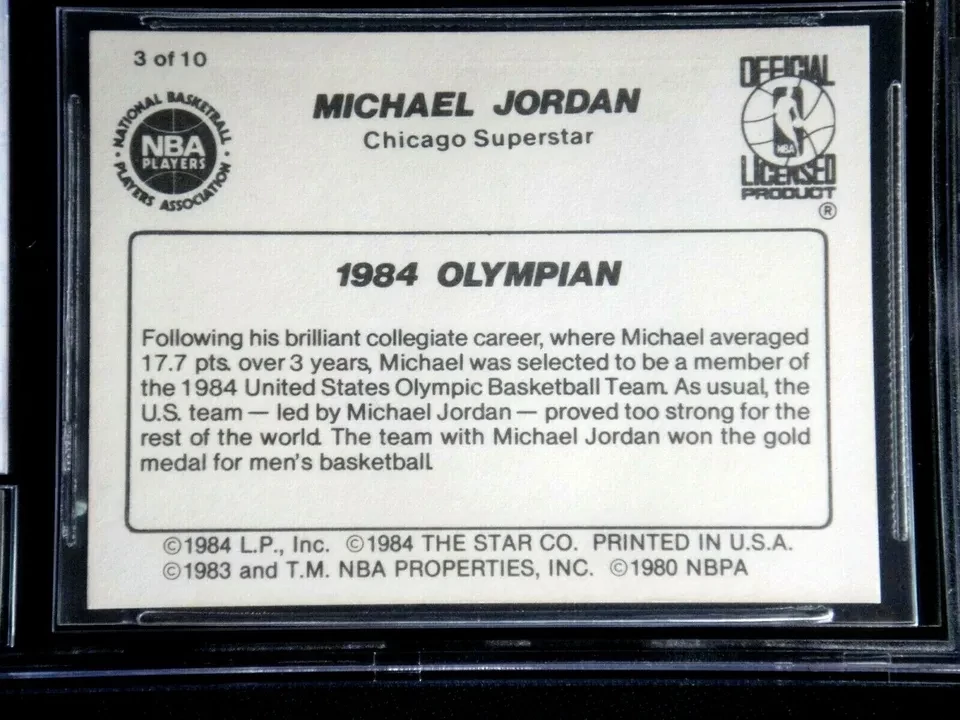 3 of 10
NATIONAL BASKETBALL
NBA
PLAYERS
PLAYERS ASSOCIATION
MICHAEL JORDAN
Chicago Superstar
OFFICIAL
NBA
LICENSED
PRODUCT
®
1984 OLYMPIAN
Following his brilliant collegiate career, where Michael averaged
17.7 pts. over 3 years, Michael was selected to be a member of
the 1984 United States Olympic Basketball Team. As usual, the
U.S. team — led by Michael Jordan — proved too strong for the
rest of the world. The team with Michael Jordan won the gold
medal for men's basketball.
©1984 L.P., Inc. ©1984 THE STAR CO. PRINTED IN U.S.A.
©1983 and T.M. NBA PROPERTIES, INC. ©1980 NBPA